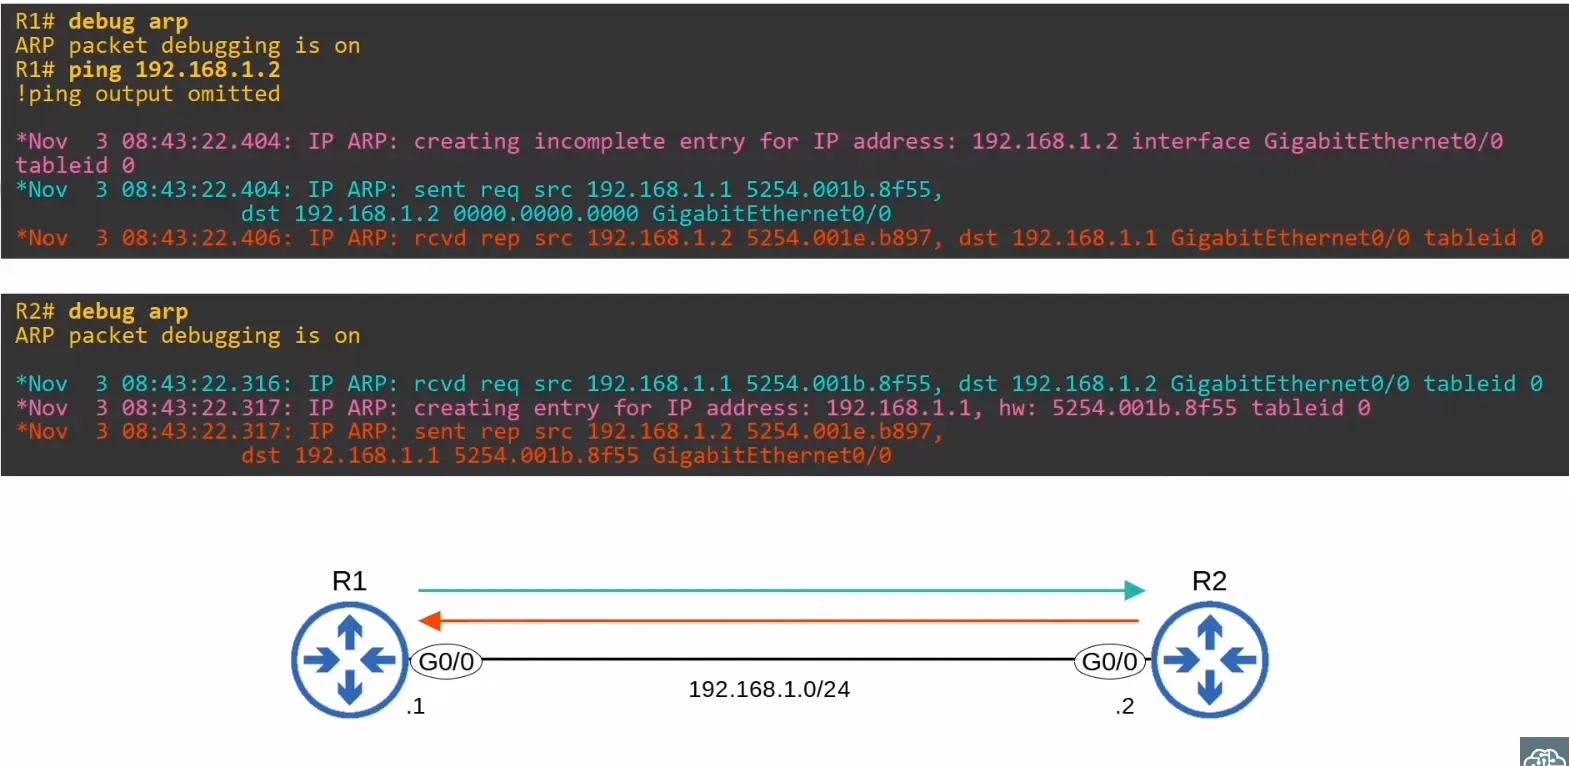 R1# debug arp
ARP packet debugging is on
R1# ping 192.168.1.2
!ping output omitted
*Nov  3 08:43:22.404: IP ARP: creating incomplete entry for IP address: 192.168.1.2 interface GigabitEthernet0/0
tableid 0
*Nov  3 08:43:22.404: IP ARP: sent req src 192.168.1.1 5254.001b.8f55,
dst 192.168.1.2 0000.0000.0000 GigabitEthernet0/0
*Nov  3 08:43:22.406: IP ARP: rcvd rep src 192.168.1.2 5254.001e.b897, dst 192.168.1.1 GigabitEthernet0/0 tableid 0
R2# debug arp
ARP packet debugging is on
*Nov  3 08:43:22.316: IP ARP: rcvd req src 192.168.1.1 5254.001b.8f55, dst 192.168.1.2 GigabitEthernet0/0 tableid 0
*Nov  3 08:43:22.317: IP ARP: creating entry for IP address: 192.168.1.1, hw: 5254.001b.8f55 tableid 0
*Nov  3 08:43:22.317: IP ARP: sent rep src 192.168.1.2 5254.001e.b897,
dst 192.168.1.1 5254.001b.8f55 GigabitEthernet0/0
R1
R2
G0/0
G0/0
192.168.1.0/24
.1
.2